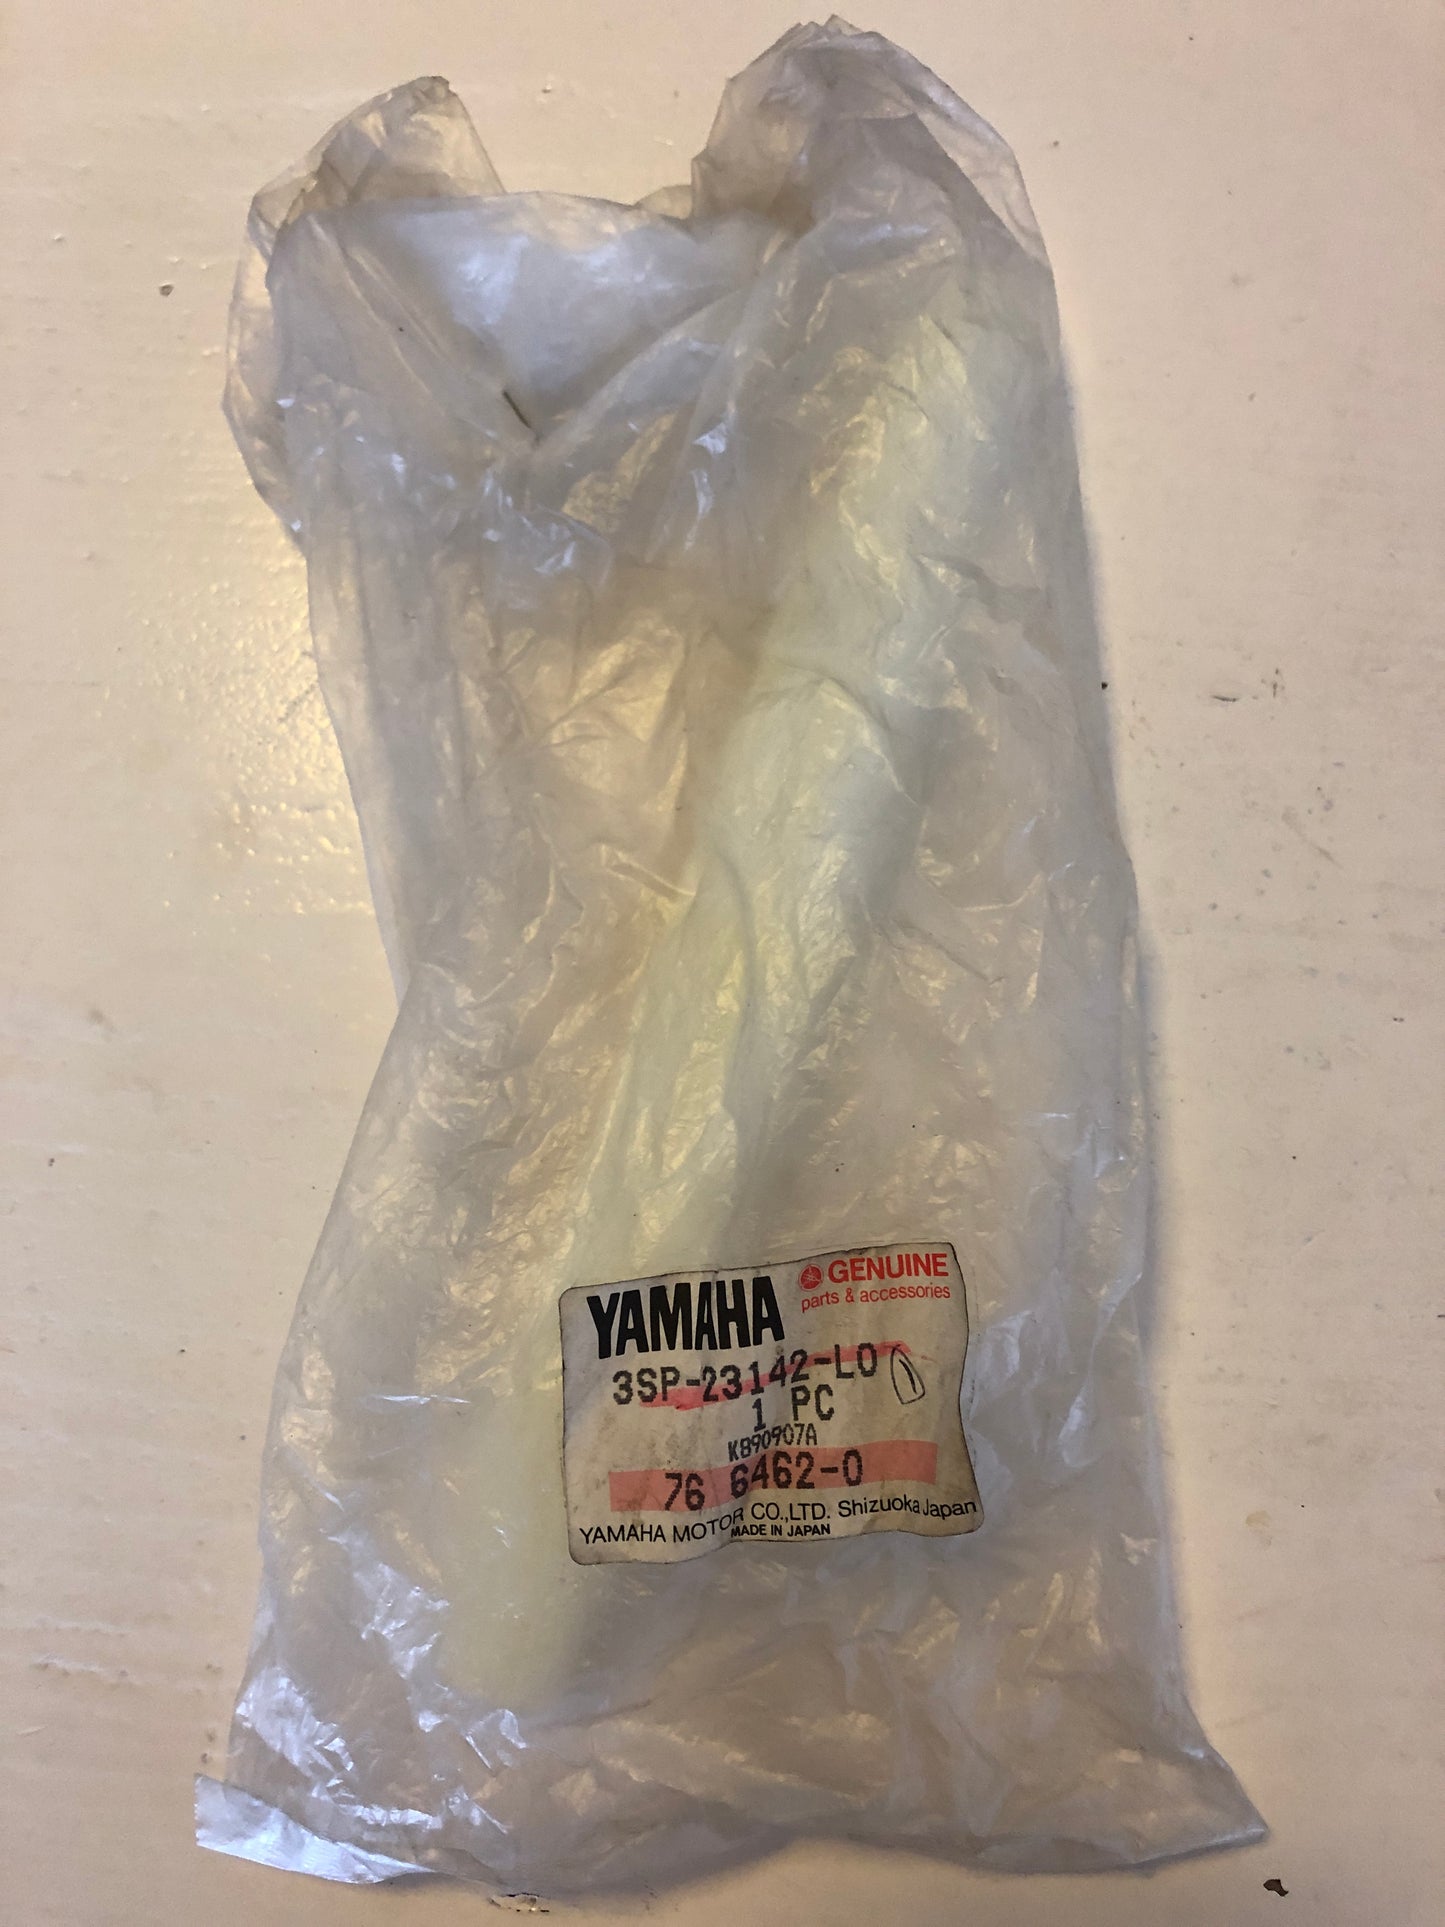 YAMAHA GENUINE
parts & accessories
3SP-23142-L0
1 PC
K890907A
76 6462-0
YAMAHA MOTOR CO.,LTD. Shizuoka Japan
MADE IN JAPAN